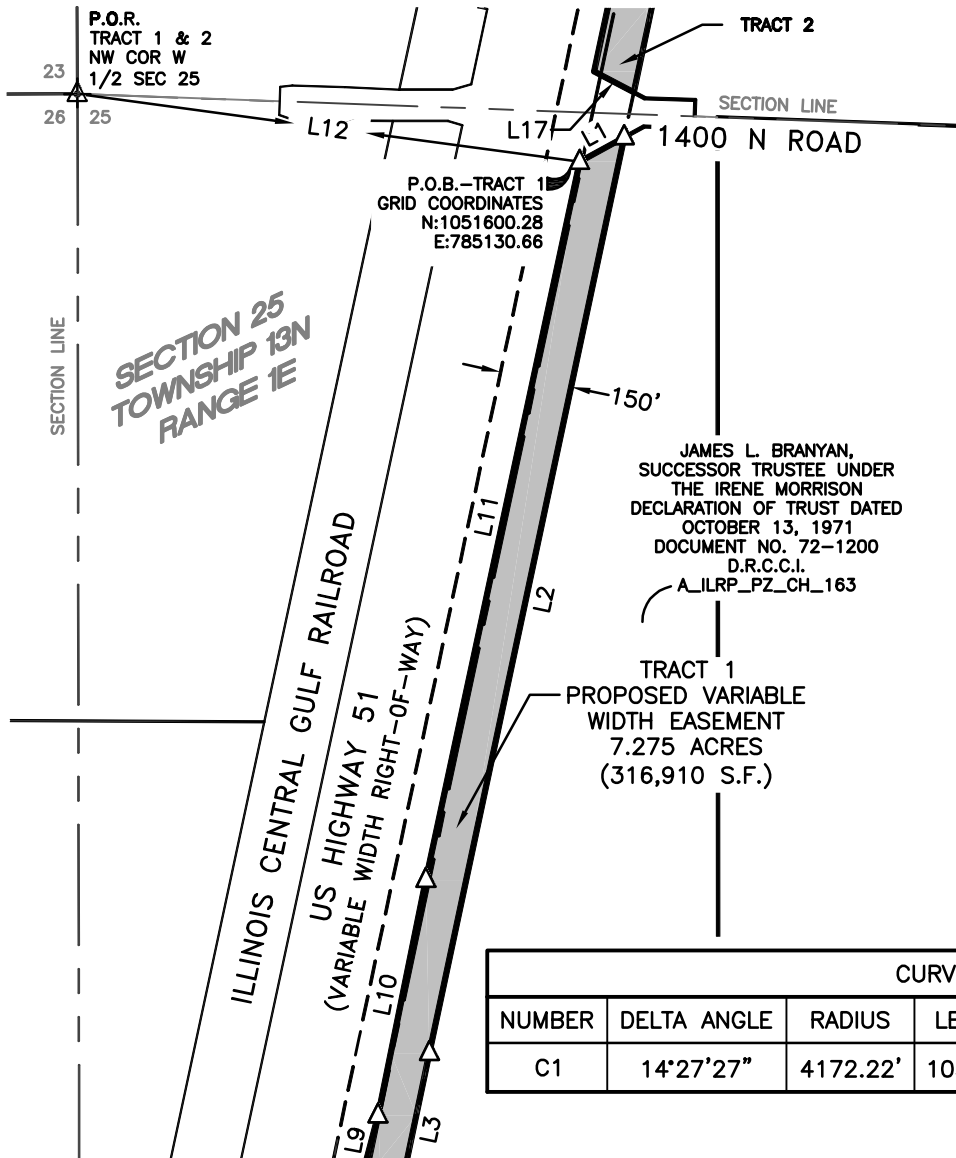 P.O.R.
TRACT 1 & 2
NW COR W
1/2 SEC 25
23
26
25
TRACT 2
SECTION LINE
L12
L17
L1
1400 N ROAD
P.O.B.-TRACT 1
GRID COORDINATES
N:1051600.28
E:785130.66
SECTION LINE
SECTION 25
TOWNSHIP 13N
RANGE 1E
150'
JAMES L. BRANYAN,
SUCCESSOR TRUSTEE UNDER
THE IRENE MORRISON
DECLARATION OF TRUST DATED
OCTOBER 13, 1971
DOCUMENT NO. 72-1200
D.R.C.C.I.
A_ILRP_PZ_CH_163
L11
L2
ILLINOIS CENTRAL GULF RAILROAD
US HIGHWAY 51
(VARIABLE WIDTH RIGHT-OF-WAY)
TRACT 1
PROPOSED VARIABLE
WIDTH EASEMENT
7.275 ACRES
(316,910 S.F.)
L10
L9
L3
CURV
NUMBER DELTA ANGLE RADIUS LE
C1 14°27'27" 4172.22' 10